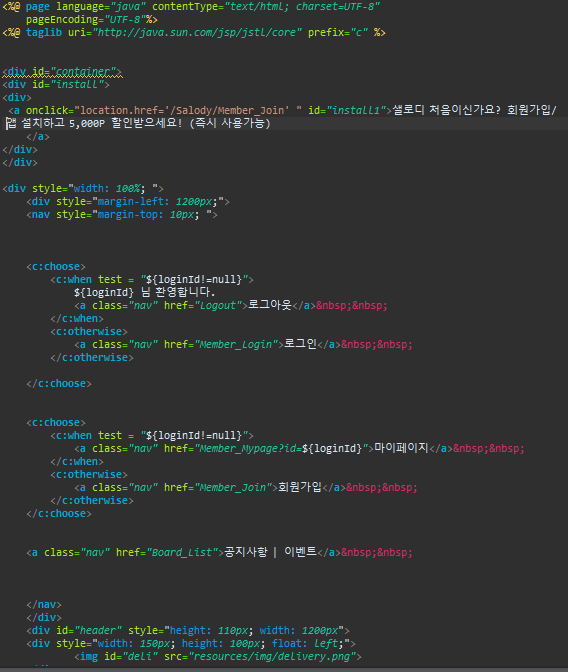 <%@ page language="java" contentType="text/html; charset=UTF-8"
    pageEncoding="UTF-8"%>
<%@ taglib uri="http://java.sun.com/jsp/jstl/core" prefix="c" %>
<div id="container">
<div id="install">
<div>
 <a onclick="location.href='/Salody/Member_Join' " id="install1">샐로디 처음이신가요? 회원가입/
앱 설치하고 5,000P 할인받으세요! (즉시 사용가능)
    </a>
</div>
</div>
<div style="width: 100%; ">
    <div style="margin-left: 1200px;">
    <nav style="margin-top: 10px; ">
    <c:choose>
        <c:when test = "${loginId!=null}">
            ${loginId} 님 환영합니다.
            <a class="nav" href="Logout">로그아웃</a>&nbsp;&nbsp;
        </c:when>
        <c:otherwise>
            <a class="nav" href="Member_Login">로그인</a>&nbsp;&nbsp;
        </c:otherwise>
    </c:choose>
    <c:choose>
        <c:when test = "${loginId!=null}">
            <a class="nav" href="Member_Mypage?id=${loginId}">마이페이지</a>&nbsp;&nbsp;
        </c:when>
        <c:otherwise>
            <a class="nav" href="Member_Join">회원가입</a>&nbsp;&nbsp;
        </c:otherwise>
    </c:choose>
    <a class="nav" href="Board_List">공지사항 | 이벤트</a>&nbsp;&nbsp;
    </nav>
    </div>
    <div id="header" style="height: 110px; width: 1200px">
    <div style="width: 150px; height: 100px; float: left;">
            <img id="deli" src="resources/img/delivery.png">